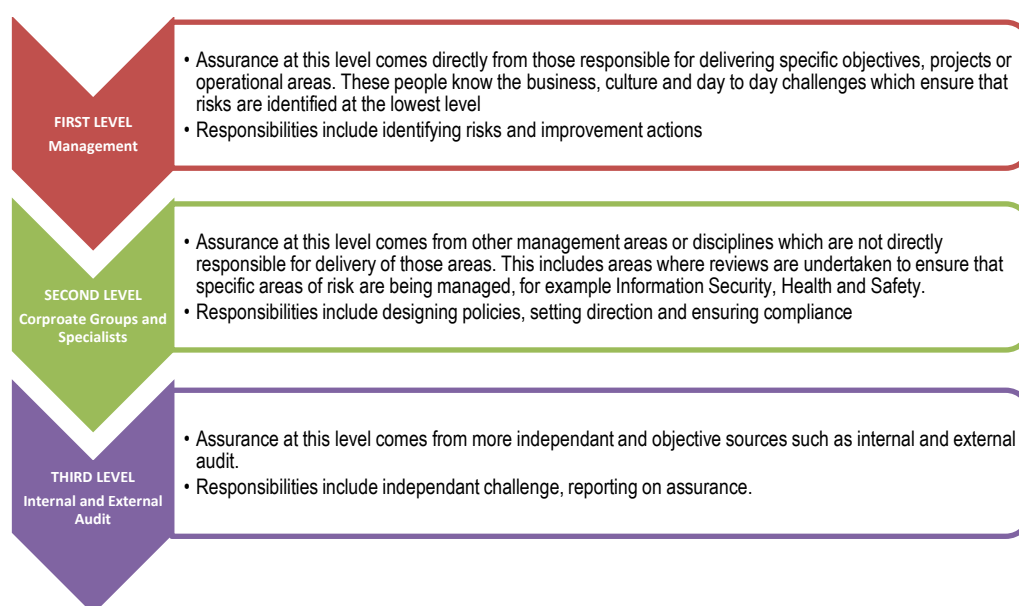 FIRST LEVEL
Management
• Assurance at this level comes directly from those responsible for delivering specific objectives, projects or
operational areas. These people know the business, culture and day to day challenges which ensure that
risks are identified at the lowest level
• Responsibilities include identifying risks and improvement actions
SECOND LEVEL
Corproate Groups and
Specialists
• Assurance at this level comes from other management areas or disciplines which are not directly
responsible for delivery of those areas. This includes areas where reviews are undertaken to ensure that
specific areas of risk are being managed, for example Information Security, Health and Safety.
• Responsibilities include designing policies, setting direction and ensuring compliance
THIRD LEVEL
Internal and External
Audit
• Assurance at this level comes from more independant and objective sources such as internal and external
audit.
• Responsibilities include independant challenge, reporting on assurance.